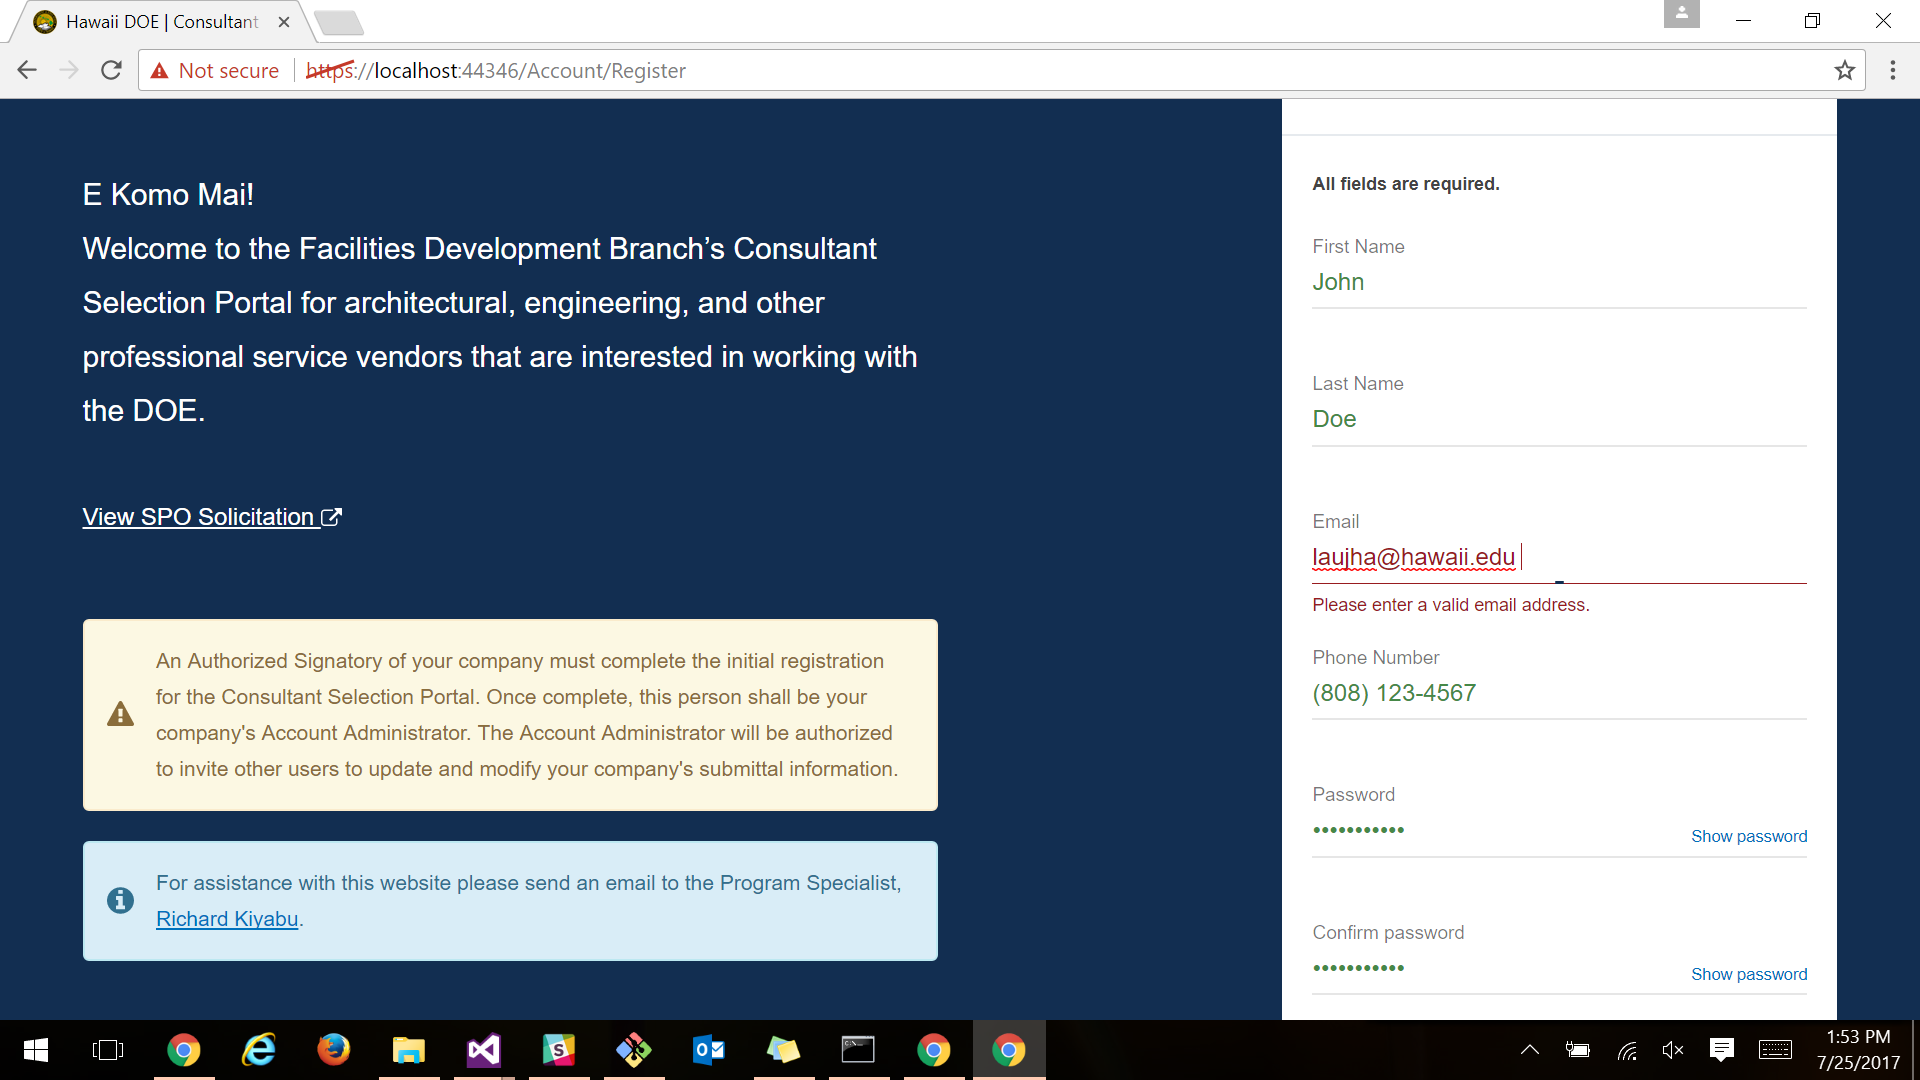 Hawaii DOE | Consultant
Not secure
https://localhost:44346/Account/Register
E Komo Mai!
Welcome to the Facilities Development Branch’s Consultant
Selection Portal for architectural, engineering, and other
professional service vendors that are interested in working with
the DOE.
View SPO Solicitation
An Authorized Signatory of your company must complete the initial registration
for the Consultant Selection Portal. Once complete, this person shall be your
company's Account Administrator. The Account Administrator will be authorized
to invite other users to update and modify your company's submittal information.
For assistance with this website please send an email to the Program Specialist,
Richard Kiyabu.
All fields are required.
First Name
John
Last Name
Doe
Email
laujha@hawaii.edu
Please enter a valid email address.
Phone Number
(808) 123-4567
Password
•••••••••••
Show password
Confirm password
•••••••••••
Show password
1:53 PM
7/25/2017